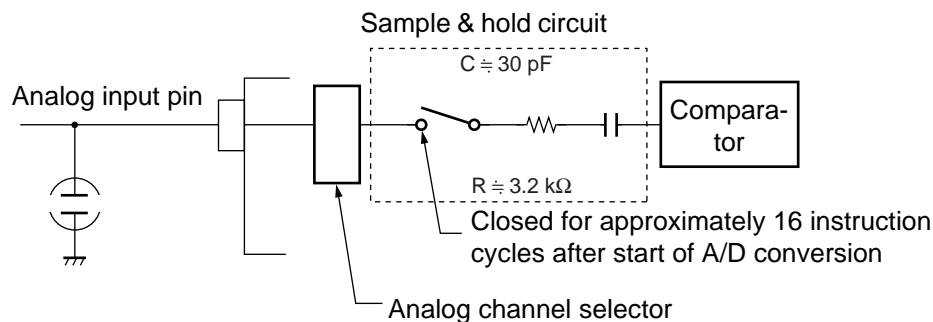 Sample & hold circuit
C ≒ 30 pF
Analog input pin
Compara-
tor
R ≒ 3.2 kΩ
Closed for approximately 16 instruction
cycles after start of A/D conversion
Analog channel selector